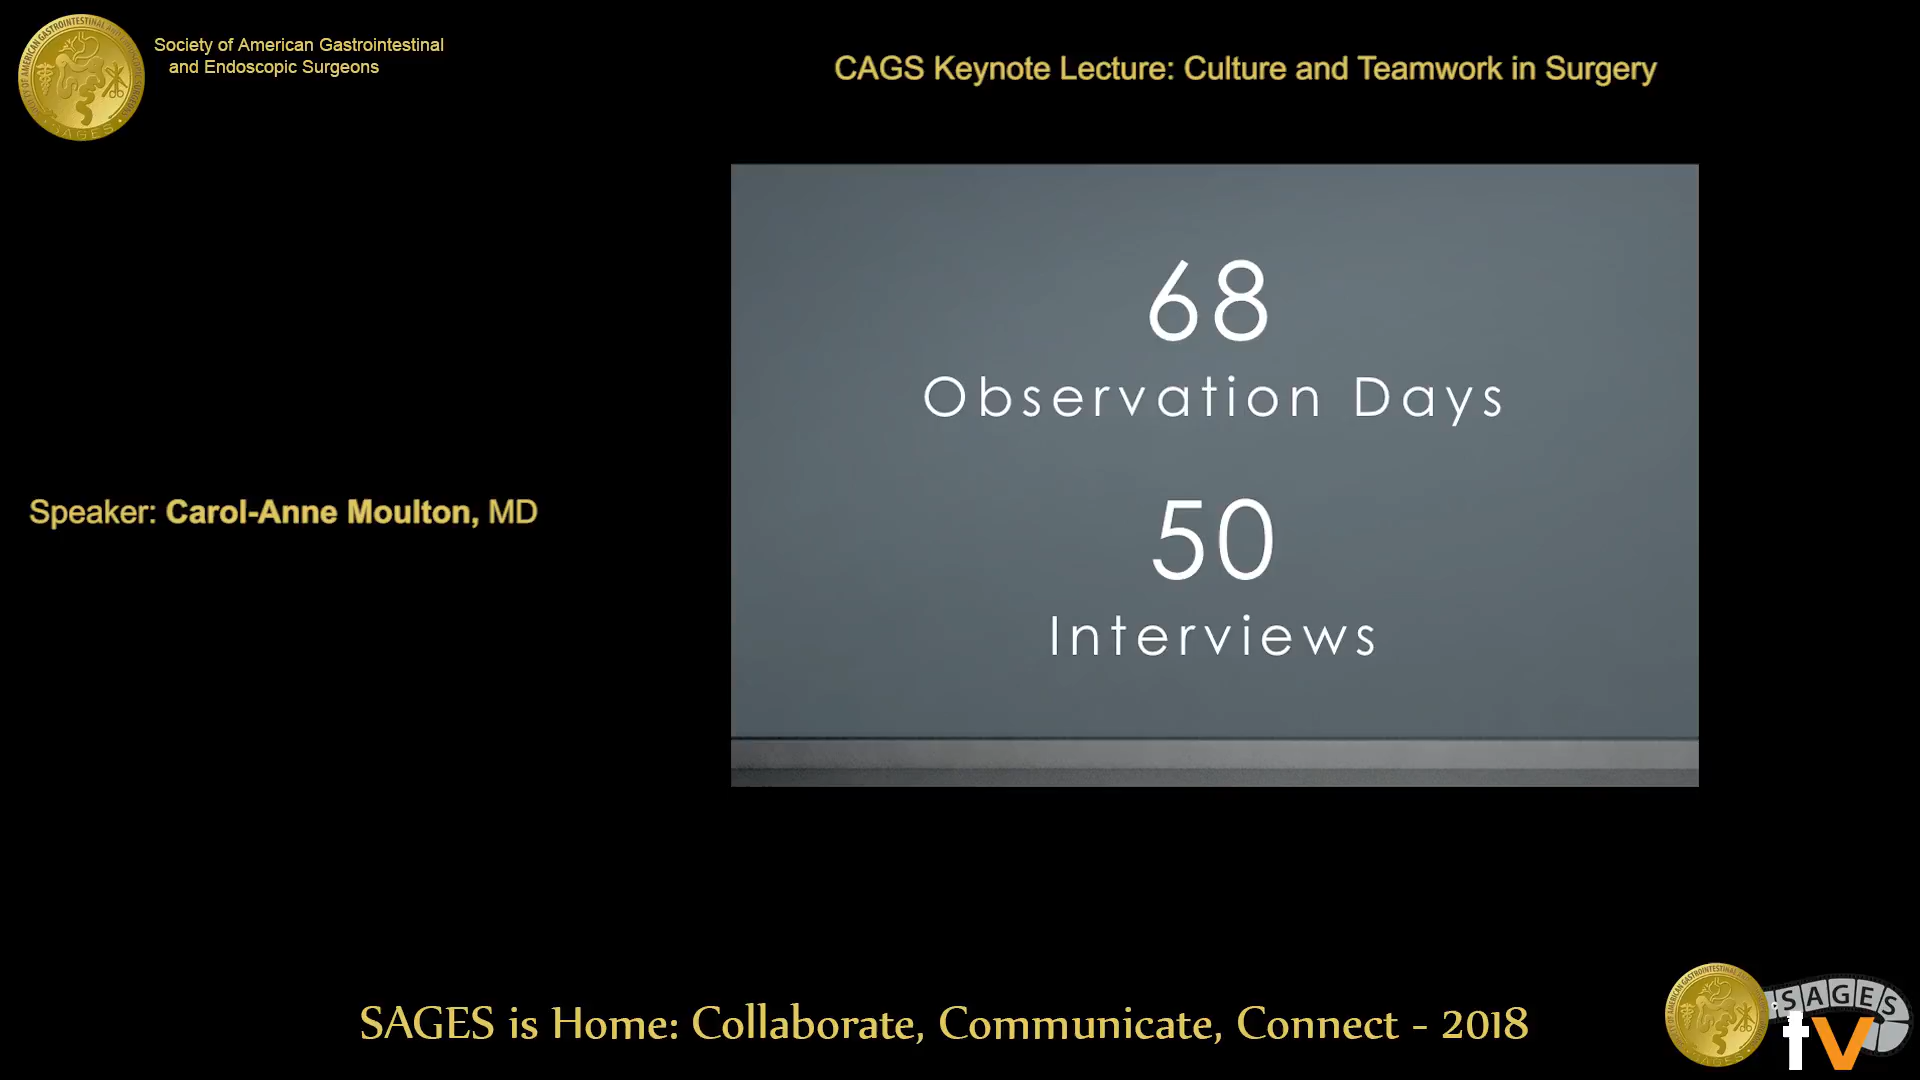 Society of American Gastrointestinal
and Endoscopic Surgeons
CAGS Keynote Lecture: Culture and Teamwork in Surgery
68
Observation Days
50
Interviews
Speaker: Carol-Anne Moulton, MD
SAGES is Home: Collaborate, Communicate, Connect - 2018
SAGES
tv
SAGES